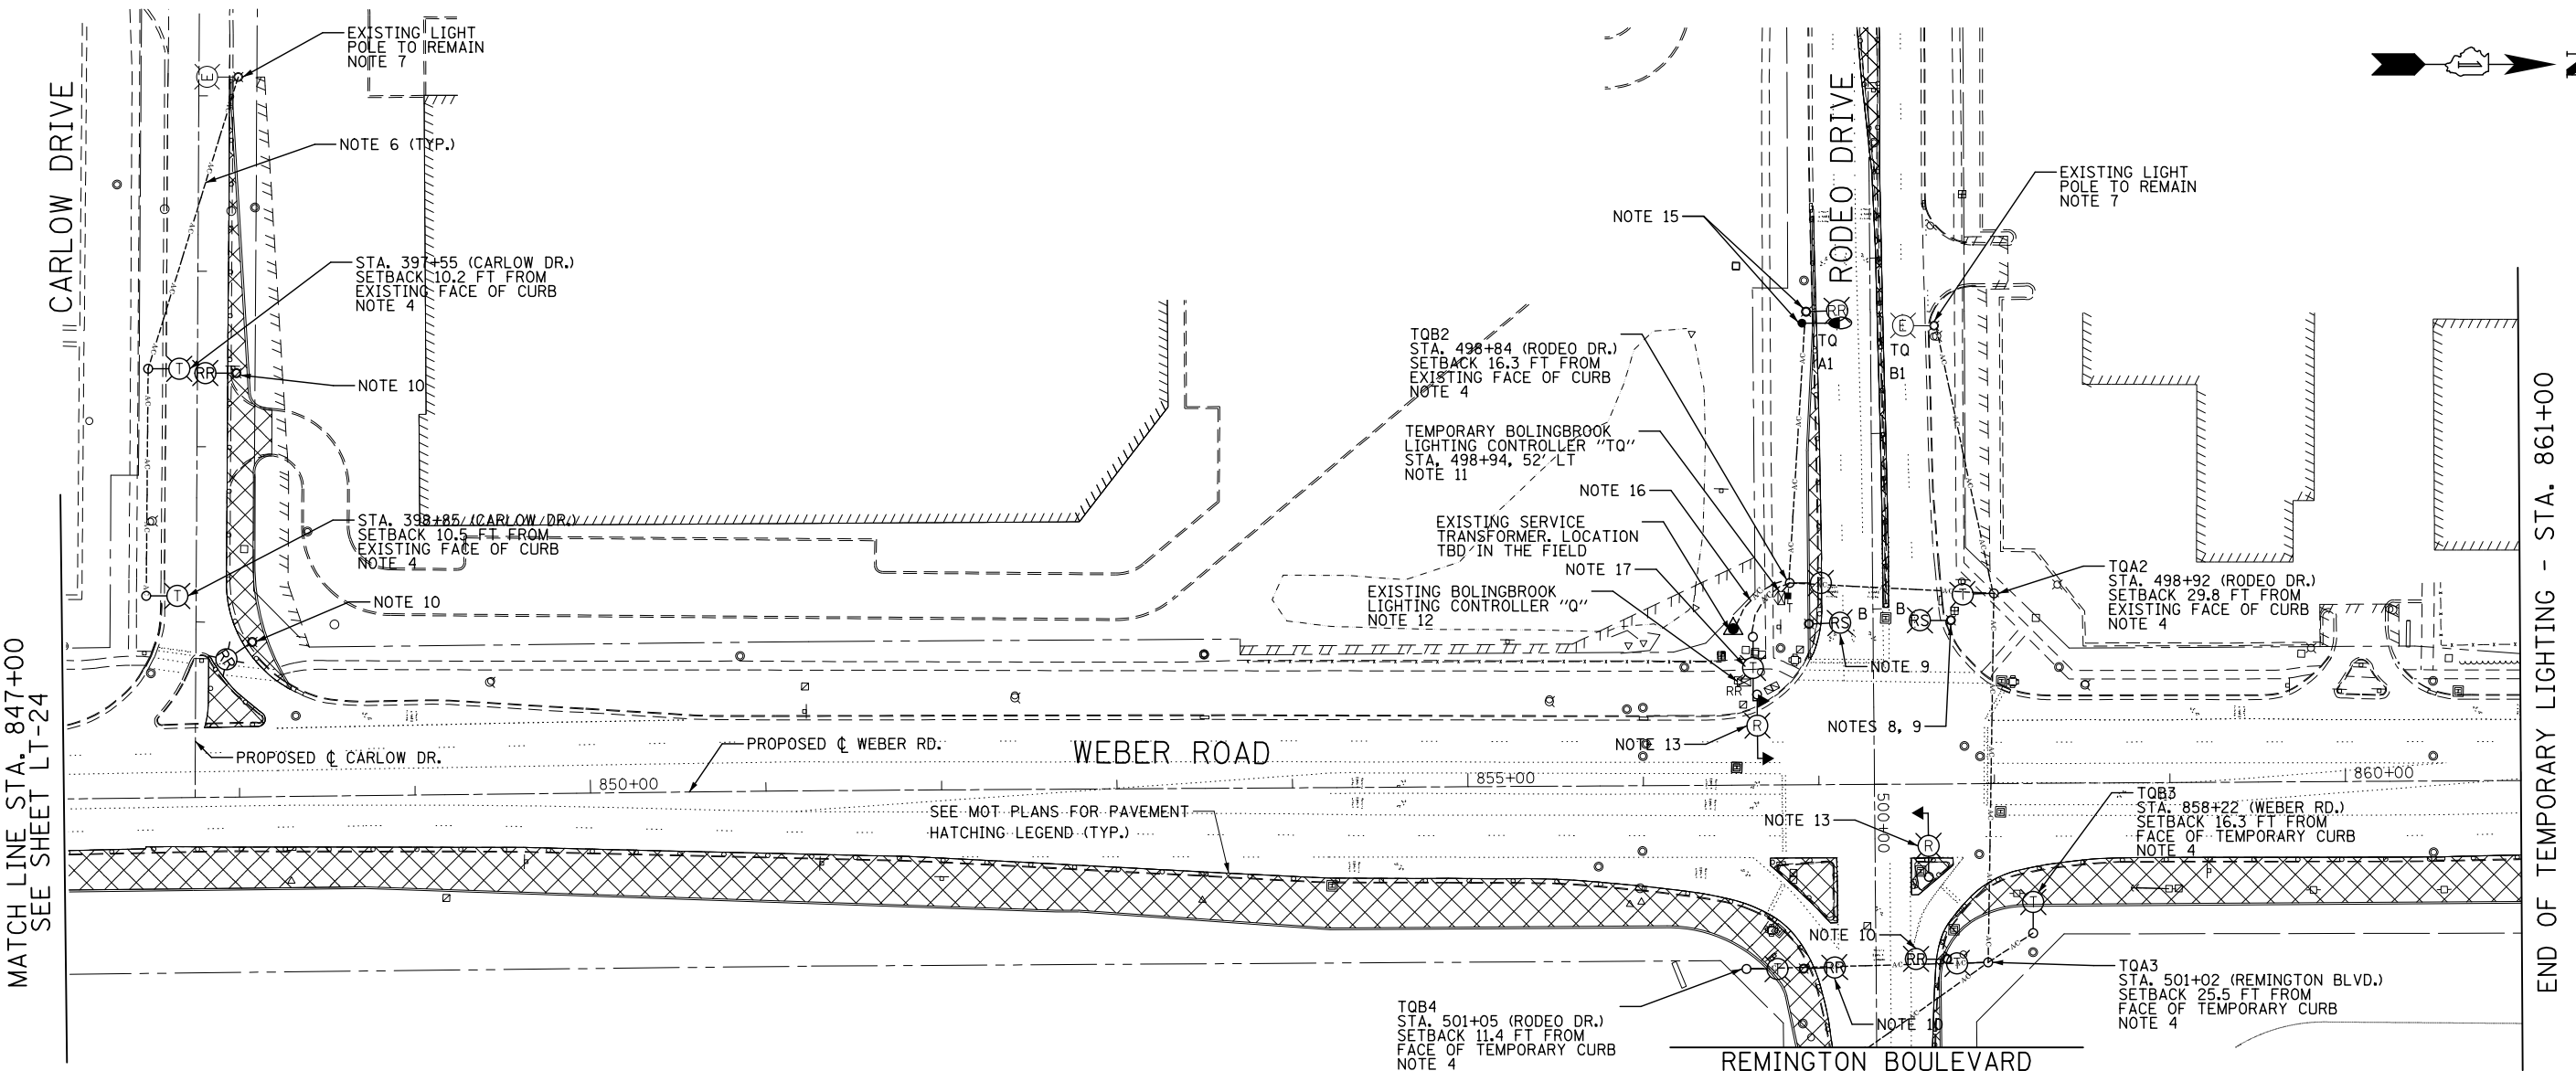 EXISTING LIGHT
POLE TO REMAIN
NOTE 7
E
CARLOW DRIVE
NOTE 6 (TYP.)
STA. 397+55 (CARLOW DR.)
SETBACK 10.2 FT FROM
EXISTING FACE OF CURB
NOTE 4
T
RR
NOTE 10
STA. 398+85 (CARLOW DR.)
SETBACK 10.5 FT FROM
EXISTING FACE OF CURB
NOTE 4
T
NOTE 10
RR
MATCH LINE STA. 847+00
SEE SHEET LT-24
PROPOSED ℄ CARLOW DR.
PROPOSED ℄ WEBER RD.
WEBER ROAD
850+00
855+00
860+00
SEE MOT PLANS FOR PAVEMENT
HATCHING LEGEND (TYP.)
N
RODEO DRIVE
EXISTING LIGHT
POLE TO REMAIN
NOTE 7
NOTE 15
RR
TQ
A1
E
TQ
B1
TQB2
STA. 498+84 (RODEO DR.)
SETBACK 16.3 FT FROM
EXISTING FACE OF CURB
NOTE 4
TEMPORARY BOLINGBROOK
LIGHTING CONTROLLER "TQ"
STA. 498+94, 52' LT
NOTE 11
NOTE 16
EXISTING SERVICE
TRANSFORMER. LOCATION
TBD IN THE FIELD
NOTE 17
EXISTING BOLINGBROOK
LIGHTING CONTROLLER "Q"
NOTE 12
T
RR
RS
B
B
RS
T
NOTE 9
NOTES 8, 9
TQA2
STA. 498+92 (RODEO DR.)
SETBACK 29.8 FT FROM
EXISTING FACE OF CURB
NOTE 4
R
NOTE 13
NOTE 13
R
500+00
TQB3
STA. 858+22 (WEBER RD.)
SETBACK 16.3 FT FROM
FACE OF TEMPORARY CURB
NOTE 4
T
NOTE 10
RR
RR
T
T
NOTE 10
TQA3
STA. 501+02 (REMINGTON BLVD.)
SETBACK 25.5 FT FROM
FACE OF TEMPORARY CURB
NOTE 4
TQB4
STA. 501+05 (RODEO DR.)
SETBACK 11.4 FT FROM
FACE OF TEMPORARY CURB
NOTE 4
REMINGTON BOULEVARD
END OF TEMPORARY LIGHTING - STA. 861+00